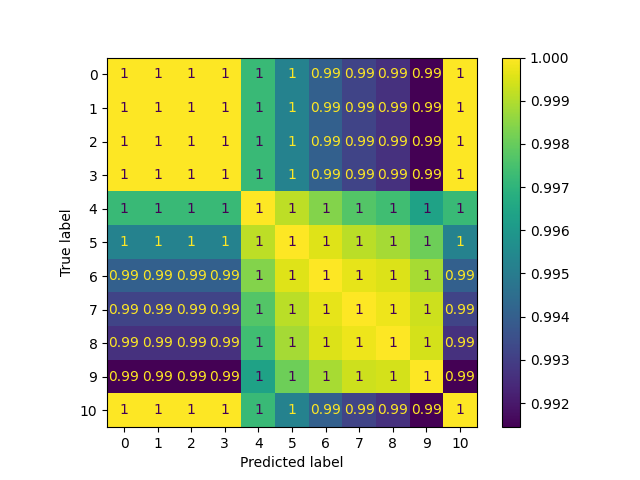 0 1 1 1 1 1 1 0.99 0.99 0.99 0.99 1
1 1 1 1 1 1 1 0.99 0.99 0.99 0.99 1
2 1 1 1 1 1 1 0.99 0.99 0.99 0.99 1
3 1 1 1 1 1 1 0.99 0.99 0.99 0.99 1
4 1 1 1 1 1 1 1 1 1 1 1
5 1 1 1 1 1 1 1 1 1 1 1
6 0.99 0.99 0.99 0.99 1 1 1 1 1 1 0.99
7 0.99 0.99 0.99 0.99 1 1 1 1 1 1 0.99
8 0.99 0.99 0.99 0.99 1 1 1 1 1 1 0.99
9 0.99 0.99 0.99 0.99 1 1 1 1 1 1 0.99
10 1 1 1 1 1 1 0.99 0.99 0.99 0.99 1
0 1 2 3 4 5 6 7 8 9 10
Predicted label
True label
1.000
0.999
0.998
0.997
0.996
0.995
0.994
0.993
0.992